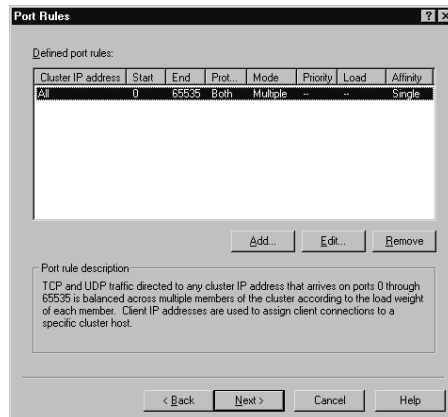 Port Rules
Defined port rules:
Cluster IP address Start End Prot... Mode Priority Load Affinity
All 0 65535 Both Multiple -- -- Single
Add... Edit... Remove
Port rule description
TCP and UDP traffic directed to any cluster IP address that arrives on ports 0 through
65535 is balanced across multiple members of the cluster according to the load weight
of each member. Client IP addresses are used to assign client connections to a
specific cluster host.
< Back Next > Cancel Help